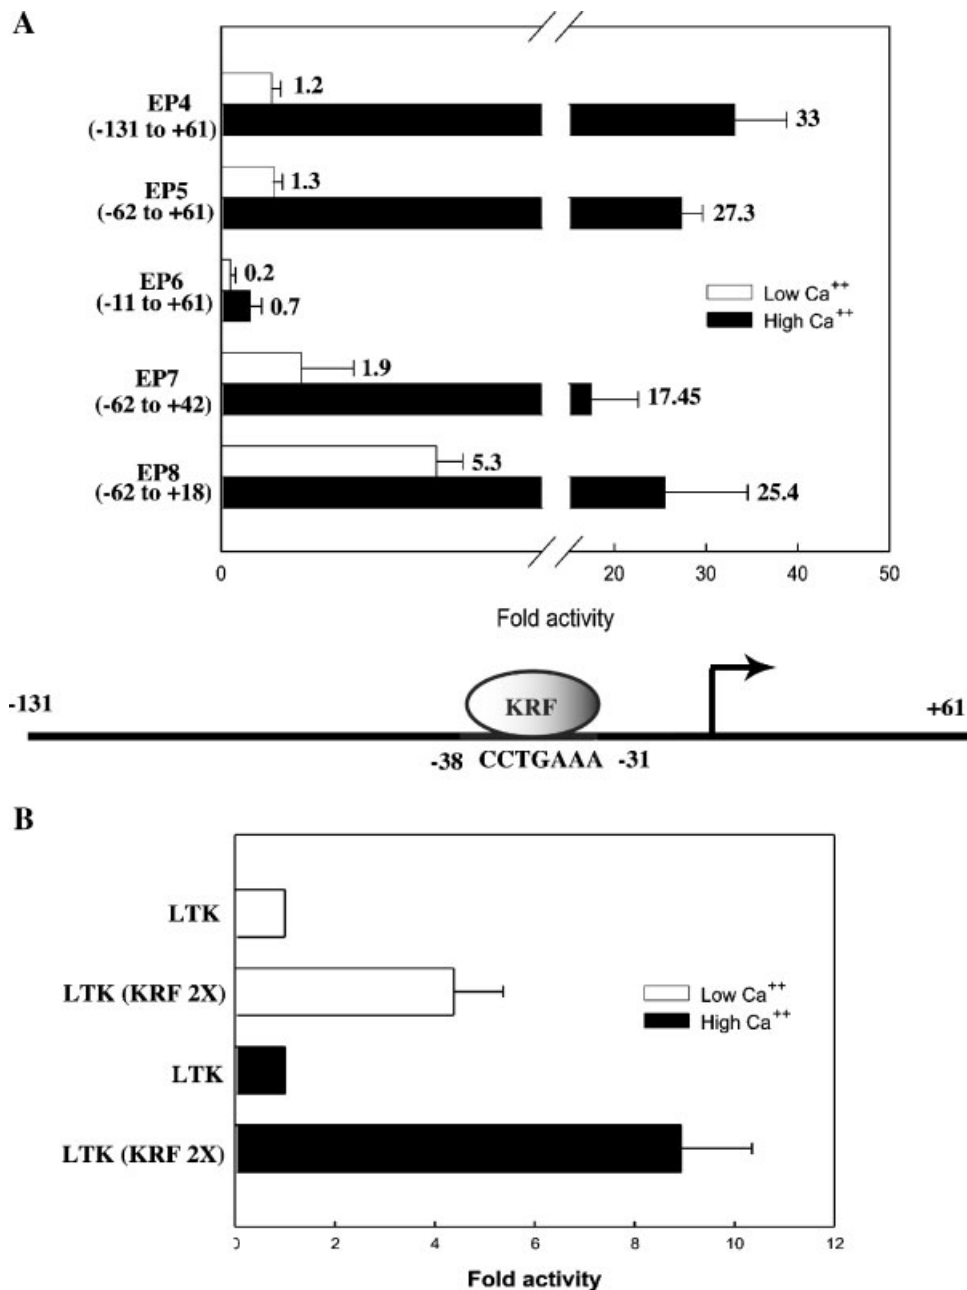 A
EP4
(-131 to +61)
1.2
33
EP5
(-62 to +61)
1.3
27.3
EP6
(-11 to +61)
0.2
0.7
Low Ca++
High Ca++
EP7
(-62 to +42)
1.9
17.45
EP8
(-62 to +18)
5.3
25.4
0 20 30 40 50
Fold activity
-131
KRF
+61
-38 CCTGAAA -31
B
LTK
LTK (KRF 2X)
Low Ca++
High Ca++
LTK
LTK (KRF 2X)
0 2 4 6 8 10 12
Fold activity